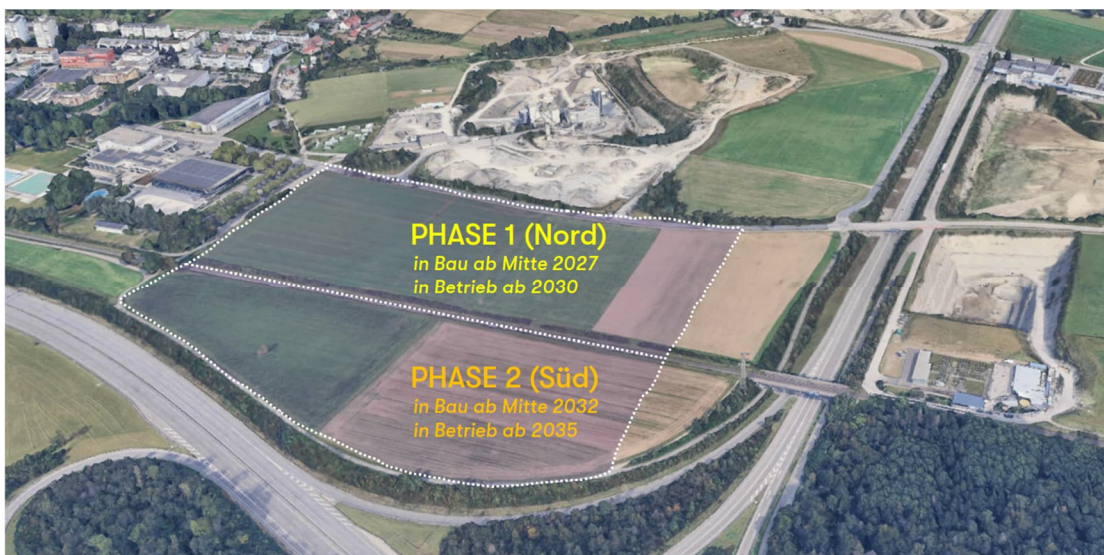 PHASE 1 (Nord)
in Bau ab Mitte 2027
in Betrieb ab 2030
PHASE 2 (Süd)
in Bau ab Mitte 2032
in Betrieb ab 2035